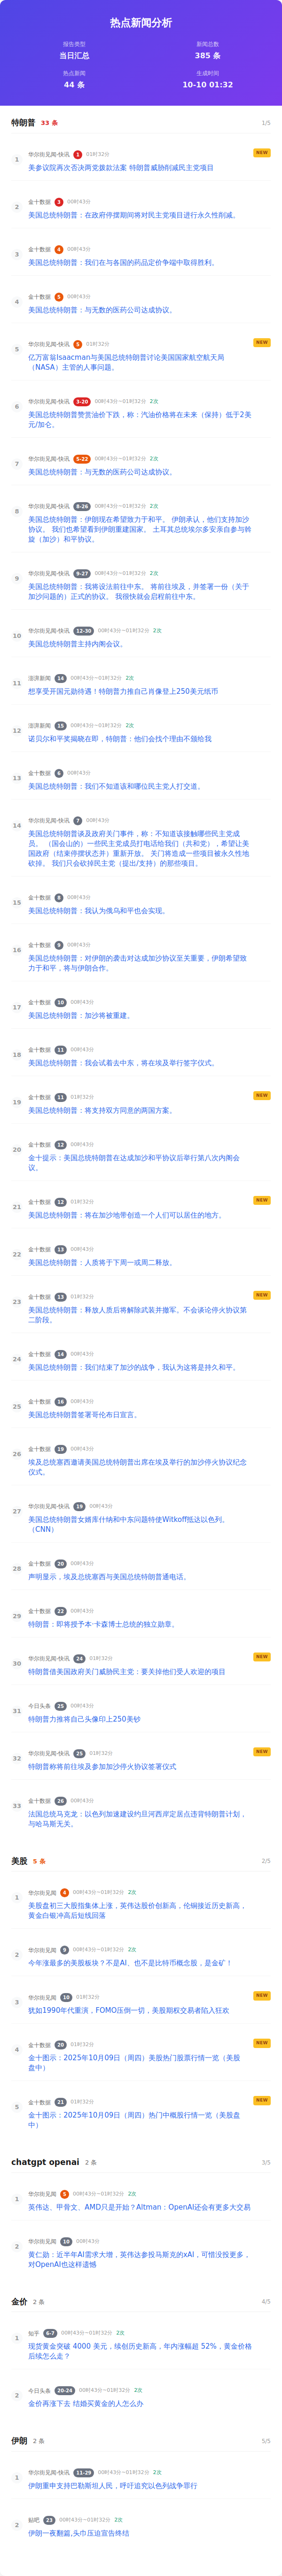 热点新闻分析
报告类型
当日汇总
新闻总数
385 条
热点新闻
44 条
生成时间
10-10 01:32
特朗普 33 条 1/5
1 华尔街见闻-快讯 1 01时32分 NEW
美参议院再次否决两党拨款法案 特朗普威胁削减民主党项目
2 金十数据 3 00时43分
美国总统特朗普：在政府停摆期间将对民主党项目进行永久性削减。
3 金十数据 4 00时43分
美国总统特朗普：我们在与各国的药品定价争端中取得胜利。
4 金十数据 5 00时43分
美国总统特朗普：与无数的医药公司达成协议。
5 华尔街见闻-快讯 5 01时32分 NEW
亿万富翁Isaacman与美国总统特朗普讨论美国国家航空航天局
（NASA）主管的人事问题。
6 华尔街见闻-快讯 3-20 00时43分~01时32分 2次
美国总统特朗普赞赏油价下跌，称：汽油价格将在未来（保持）低于2美
元/加仑。
7 华尔街见闻-快讯 5-22 00时43分~01时32分 2次
美国总统特朗普：与无数的医药公司达成协议。
8 华尔街见闻-快讯 8-26 00时43分~01时32分 2次
美国总统特朗普：伊朗现在希望致力于和平。 伊朗承认，他们支持加沙
协议。 我们也希望看到伊朗重建国家。 土耳其总统埃尔多安亲自参与斡
旋（加沙）和平协议。
9 华尔街见闻-快讯 9-27 00时43分~01时32分 2次
美国总统特朗普：我将设法前往中东。 将前往埃及，并签署一份（关于
加沙问题的）正式的协议。 我很快就会启程前往中东。
10 华尔街见闻-快讯 12-30 00时43分~01时32分 2次
美国总统特朗普主持内阁会议。
11 澎湃新闻 14 00时43分~01时32分 2次
想享受开国元勋待遇！特朗普力推自己肖像登上250美元纸币
12 澎湃新闻 15 00时43分~01时32分 2次
诺贝尔和平奖揭晓在即，特朗普：他们会找个理由不颁给我
13 金十数据 6 00时43分
美国总统特朗普：我们不知道该和哪位民主党人打交道。
14 华尔街见闻-快讯 7 00时43分
美国总统特朗普谈及政府关门事件，称：不知道该接触哪些民主党成
员。 （国会山的）一些民主党成员打电话给我们（共和党），希望让美
国政府（结束停摆状态并）重新开放。 关门将造成一些项目被永久性地
砍掉。 我们只会砍掉民主党（提出/支持）的那些项目。
15 金十数据 8 00时43分
美国总统特朗普：我认为俄乌和平也会实现。
16 金十数据 9 00时43分
美国总统特朗普：对伊朗的袭击对达成加沙协议至关重要，伊朗希望致
力于和平，将与伊朗合作。
17 金十数据 10 00时43分
美国总统特朗普：加沙将被重建。
18 金十数据 11 00时43分
美国总统特朗普：我会试着去中东，将在埃及举行签字仪式。
19 金十数据 11 01时32分 NEW
美国总统特朗普：将支持双方同意的两国方案。
20 金十数据 12 00时43分
金十提示：美国总统特朗普在达成加沙和平协议后举行第八次内阁会
议。
21 金十数据 12 01时32分 NEW
美国总统特朗普：将在加沙地带创造一个人们可以居住的地方。
22 金十数据 13 00时43分
美国总统特朗普：人质将于下周一或周二释放。
23 金十数据 13 01时32分 NEW
美国总统特朗普：释放人质后将解除武装并撤军。不会谈论停火协议第
二阶段。
24 金十数据 14 00时43分
美国总统特朗普：我们结束了加沙的战争，我认为这将是持久和平。
25 金十数据 16 00时43分
美国总统特朗普签署哥伦布日宣言。
26 金十数据 19 00时43分
埃及总统塞西邀请美国总统特朗普出席在埃及举行的加沙停火协议纪念
仪式。
27 华尔街见闻-快讯 19 00时43分
美国总统特朗普女婿库什纳和中东问题特使Witkoff抵达以色列。
（CNN）
28 金十数据 20 00时43分
声明显示，埃及总统塞西与美国总统特朗普通电话。
29 金十数据 22 00时43分
特朗普：即将授予本·卡森博士总统的独立勋章。
30 华尔街见闻-快讯 24 01时32分 NEW
特朗普借美国政府关门威胁民主党：要关掉他们受人欢迎的项目
31 今日头条 25 00时43分
特朗普力推将自己头像印上250美钞
32 华尔街见闻-快讯 25 01时32分 NEW
特朗普称将前往埃及参加加沙停火协议签署仪式
33 金十数据 26 00时43分
法国总统马克龙：以色列加速建设约旦河西岸定居点违背特朗普计划，
与哈马斯无关。
美股 5 条 2/5
1 华尔街见闻 4 00时43分~01时32分 2次
美股盘初三大股指集体上涨，英伟达股价创新高，伦铜接近历史新高，
黄金白银冲高后短线回落
2 华尔街见闻 9 00时43分~01时32分 2次
今年涨最多的美股板块？不是AI、也不是比特币概念股，是金矿！
3 华尔街见闻 10 01时32分 NEW
犹如1990年代重演，FOMO压倒一切，美股期权交易者陷入狂欢
4 金十数据 20 01时32分 NEW
金十图示：2025年10月09日（周四）美股热门股票行情一览（美股
盘中）
5 金十数据 21 01时32分 NEW
金十图示：2025年10月09日（周四）热门中概股行情一览（美股盘
中）
chatgpt openai 2 条 3/5
1 华尔街见闻 5 00时43分~01时32分 2次
英伟达、甲骨文、AMD只是开始？Altman：OpenAI还会有更多大交易
2 华尔街见闻 10 00时43分
黄仁勋：近半年AI需求大增，英伟达参投马斯克的xAI，可惜没投更多，
对OpenAI也这样遗憾
金价 2 条 4/5
1 知乎 6-7 00时43分~01时32分 2次
现货黄金突破 4000 美元，续创历史新高，年内涨幅超 52%，黄金价格
后续怎么走？
2 今日头条 20-24 00时43分~01时32分 2次
金价再涨下去 结婚买黄金的人怎么办
伊朗 2 条 5/5
1 华尔街见闻-快讯 11-29 00时43分~01时32分 2次
伊朗重申支持巴勒斯坦人民，呼吁追究以色列战争罪行
2 贴吧 23 00时43分~01时32分 2次
伊朗一夜翻篇,头巾压迫宣告终结